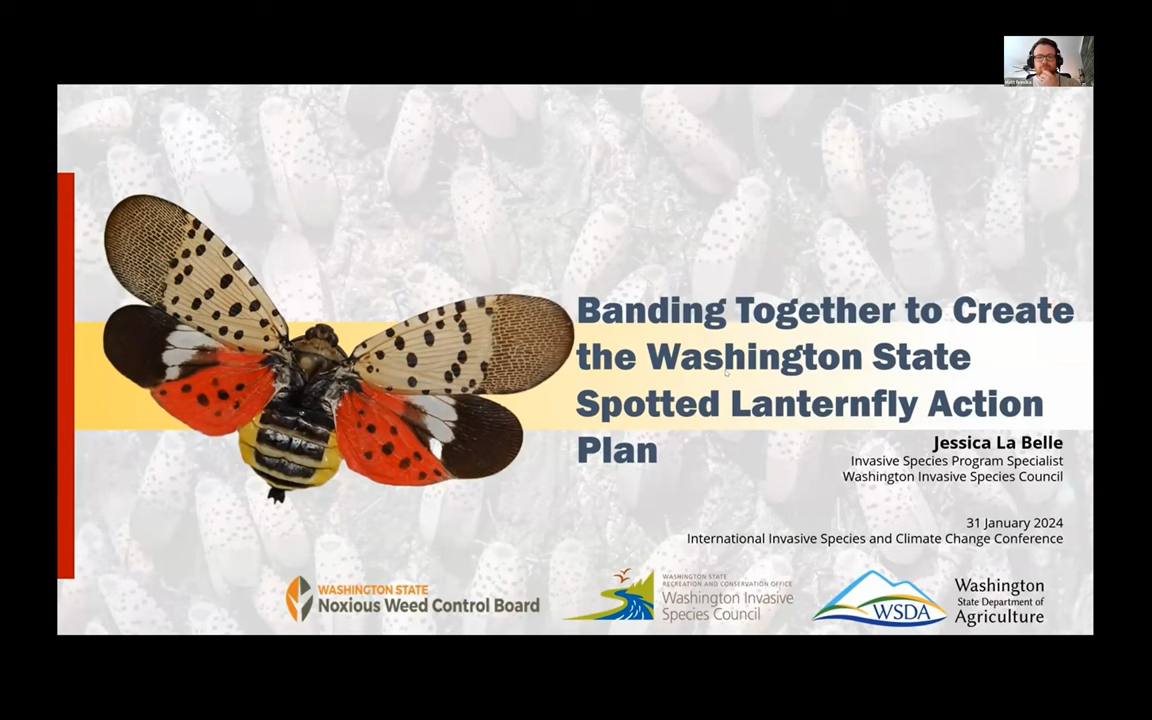 Banding Together to Create
the Washington State
Spotted Lanternfly Action
Plan
Jessica La Belle
Invasive Species Program Specialist
Washington Invasive Species Council
31 January 2024
International Invasive Species and Climate Change Conference
WASHINGTON STATE
Noxious Weed Control Board
WASHINGTON STATE
RECREATION AND CONSERVATION OFFICE
Washington Invasive
Species Council
WSDA
Washington
State Department of
Agriculture